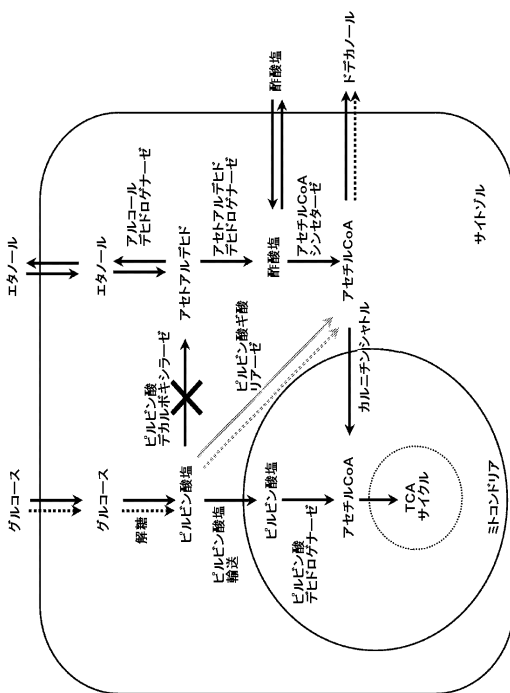 グルコース
エタノール
グルコース
エタノール
解糖
ピルビン酸
デカルボキシラーゼ
アルコール
デヒドロゲナーゼ
ピルビン酸塩
アセトアルデヒド
ピルビン酸塩
輸送
アセトアルデヒド
デヒドロゲナーゼ
ピルビン酸ギ酸
リアーゼ
ピルビン酸塩
酢酸塩
酢酸塩
ピルビン酸
デヒドロゲナーゼ
アセチルCoA
シンセターゼ
アセチルCoA
カルニチンシャトル
アセチルCoA
ドデカノール
TCA
サイクル
ミトコンドリア
サイトゾル